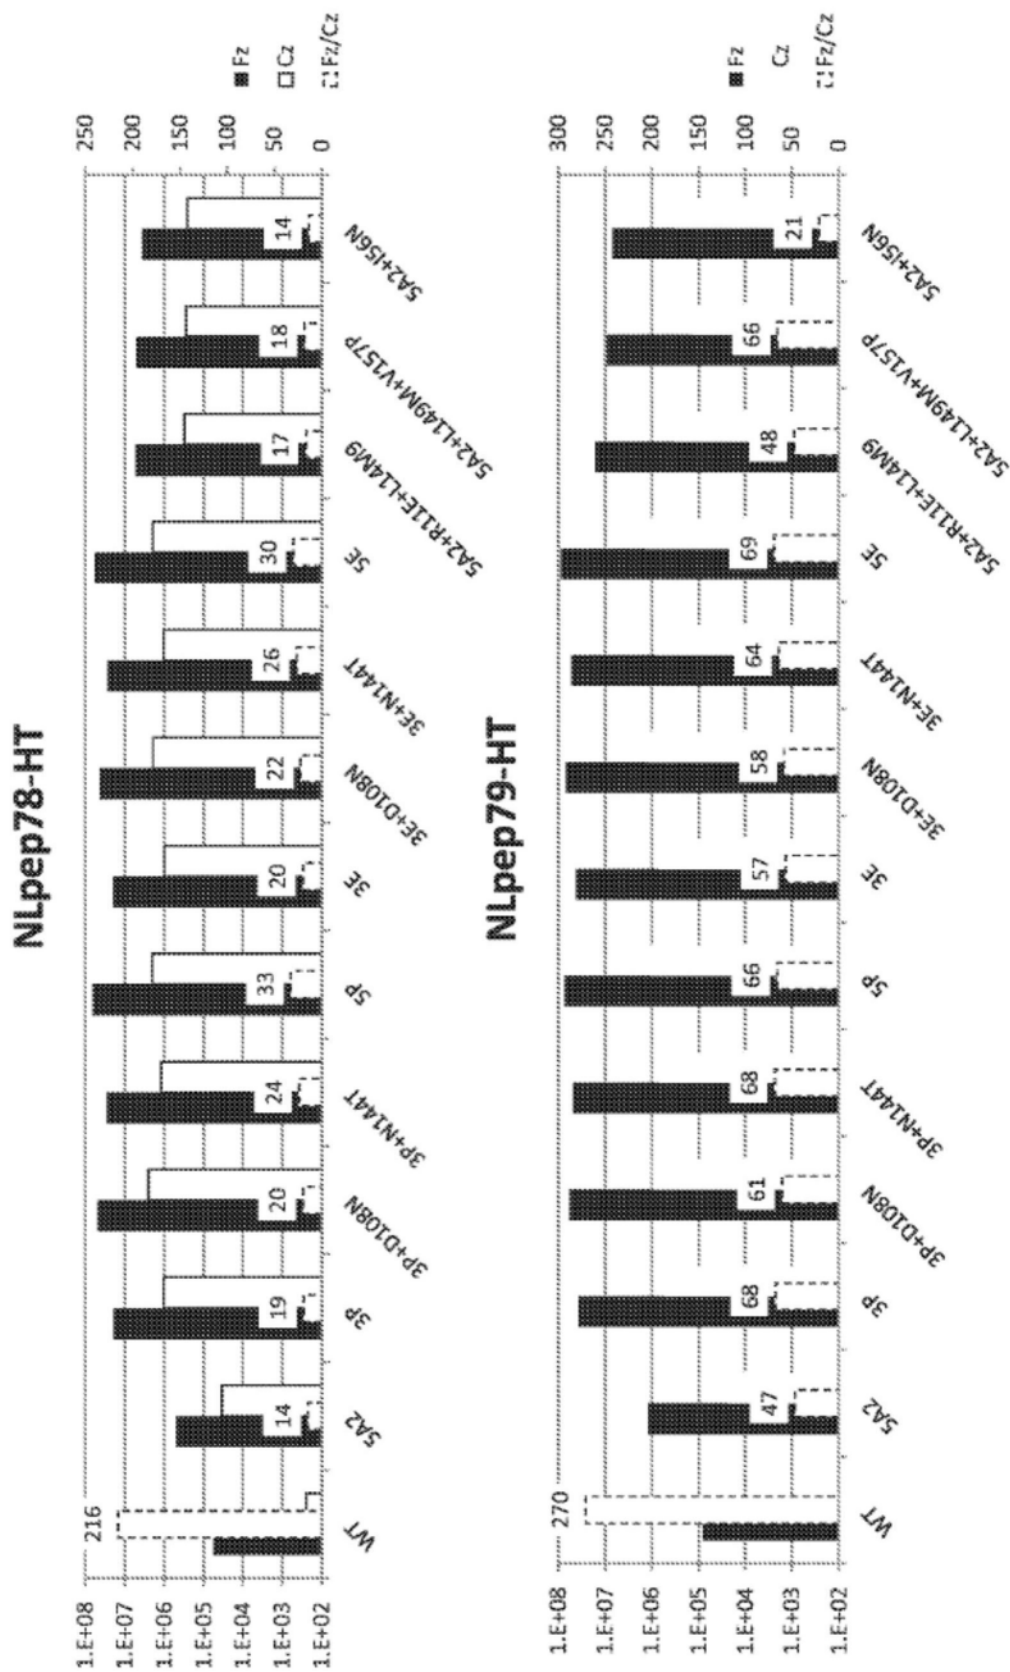 NLpep78-HT
1.E+08
1.E+07
1.E+06
1.E+05
1.E+04
1.E+03
1.E+02
250
200
150
100
50
0
216
14
19
20
24
33
20
22
26
30
17
18
14
WT
5A2
3P
3P+D108N
3P+N144T
5P
3E
3E+D108N
3E+N144T
5E
5A2+R11E+L14M9
5A2+L149M+V157P
5A2+I56N
Fz
Cz
Fz/Cz
NLpep79-HT
1.E+08
1.E+07
1.E+06
1.E+05
1.E+04
1.E+03
1.E+02
300
250
200
150
100
50
0
270
47
68
61
68
66
57
58
64
69
48
66
21
WT
5A2
3P
3P+D108N
3P+N144T
5P
3E
3E+D108N
3E+N144T
5E
5A2+R11E+L14M9
5A2+L149M+V157P
5A2+I56N
Fz
Cz
Fz/Cz